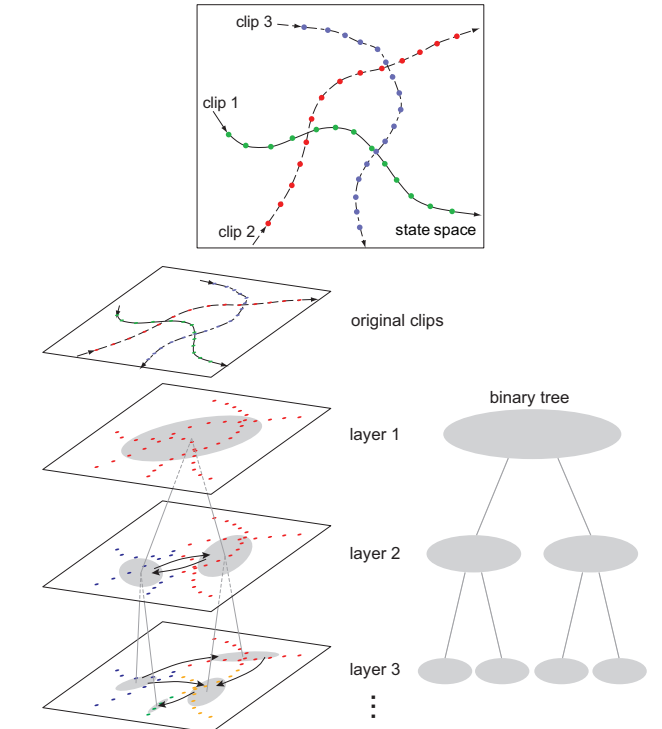 clip 3
clip 1
clip 2
state space
original clips
binary tree
layer 1
layer 2
layer 3